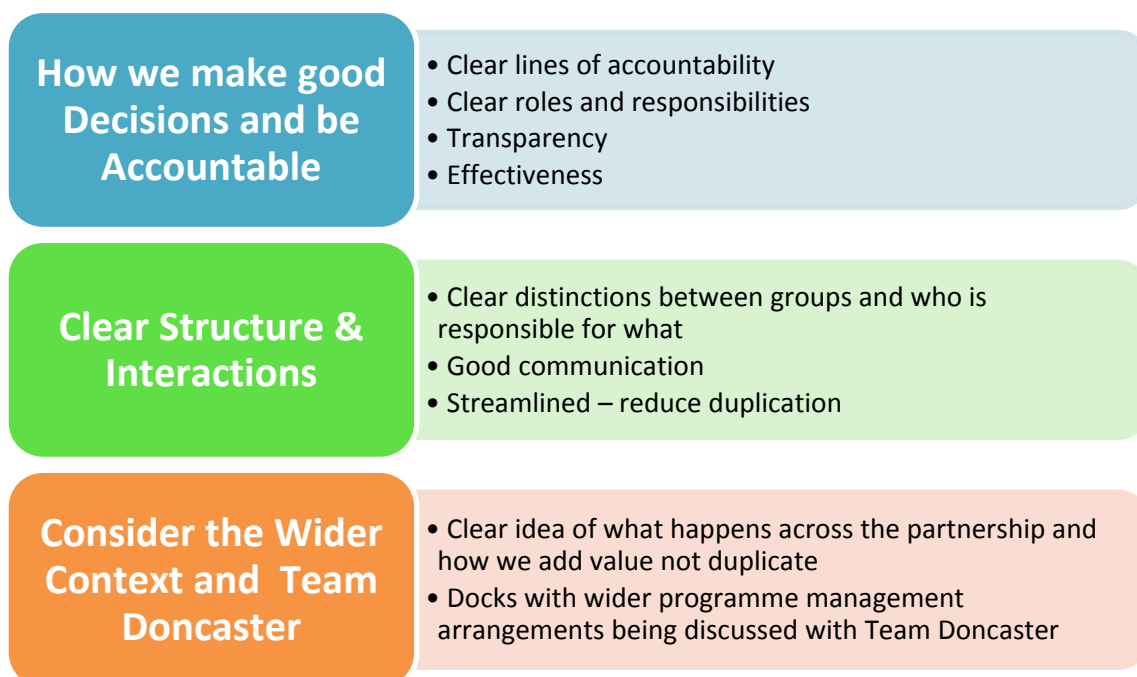 How we make good
Decisions and be
Accountable
• Clear lines of accountability
• Clear roles and responsibilities
• Transparency
• Effectiveness
Clear Structure &
Interactions
• Clear distinctions between groups and who is
responsible for what
• Good communication
• Streamlined – reduce duplication
Consider the Wider
Context and Team
Doncaster
• Clear idea of what happens across the partnership and
how we add value not duplicate
• Docks with wider programme management
arrangements being discussed with Team Doncaster